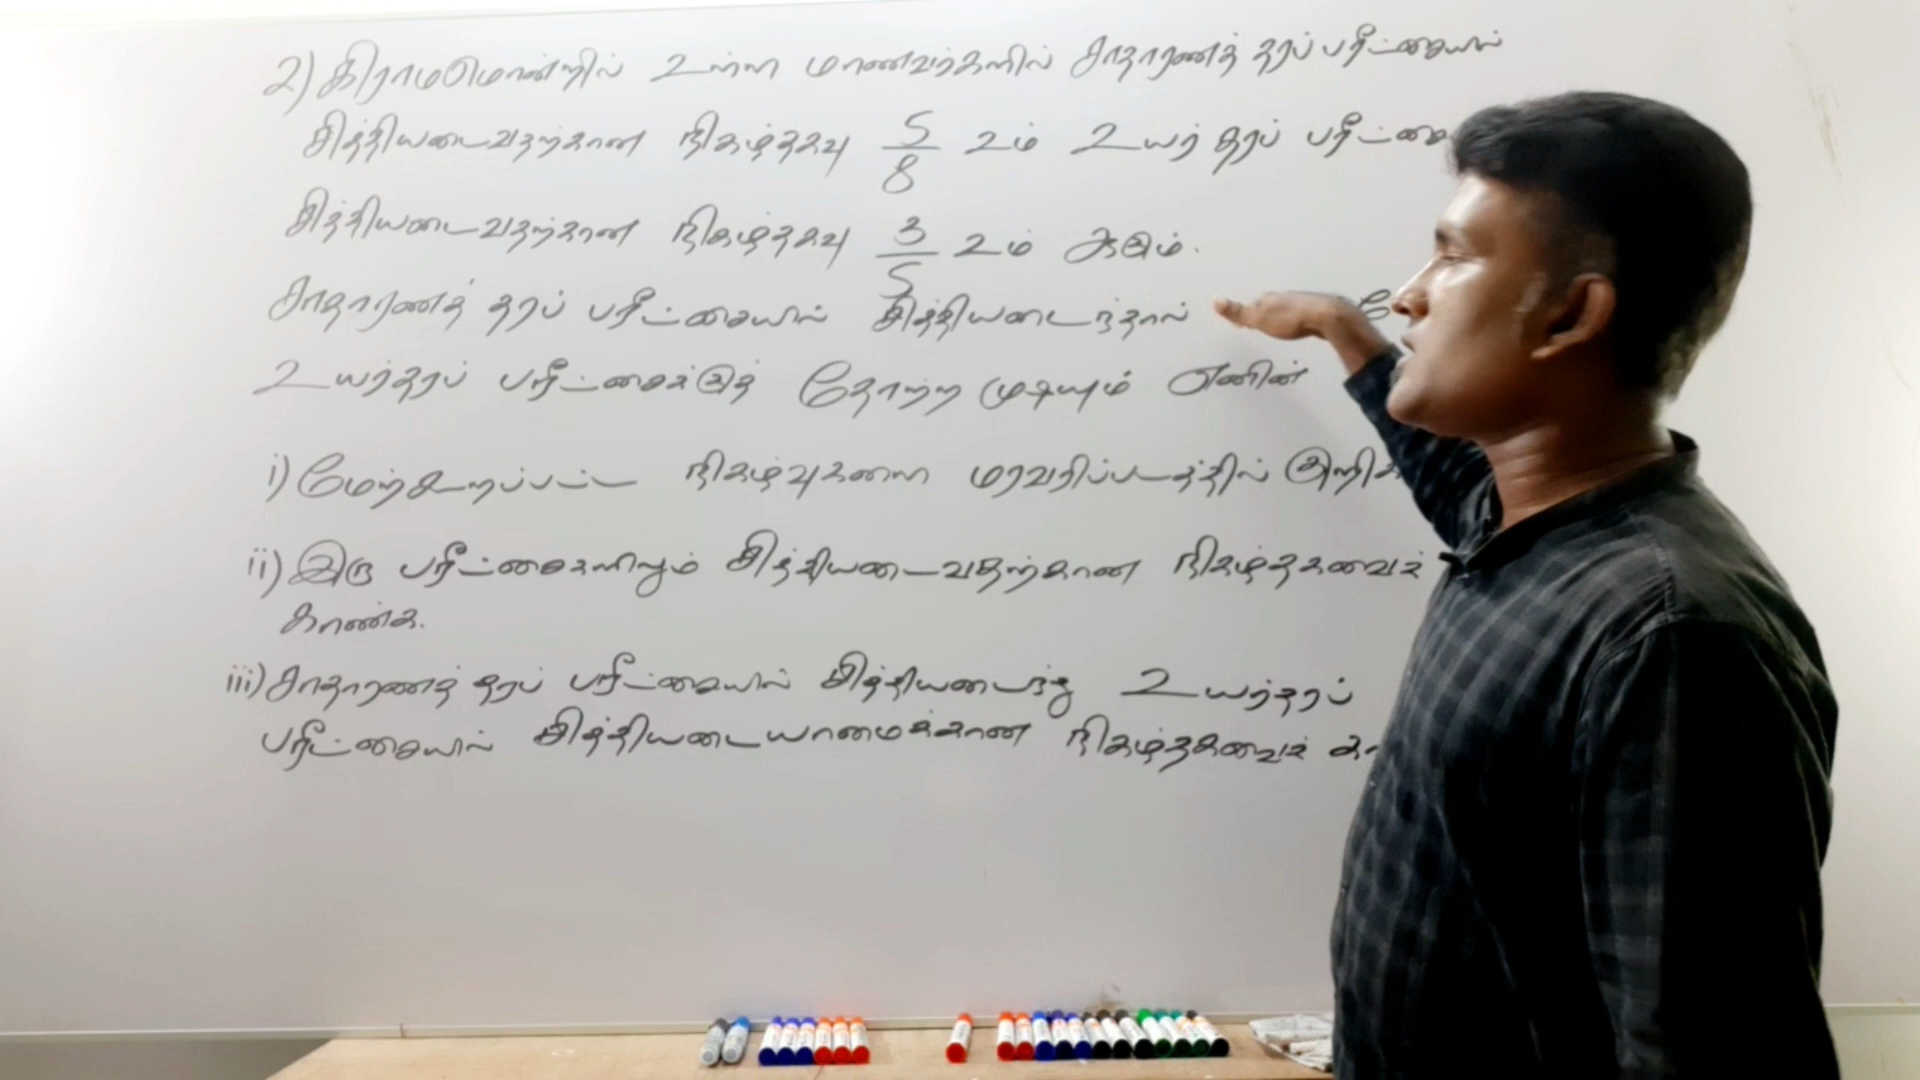 2) கிராமமொன்றில் உள்ள மாணவர்களில் சாதாரணத் தரப் பரீட்சையில்
சித்தியடைவதற்கான நிகழ்தகவு 5/8 உம் உயர் தரப்
சித்தியடைவதற்கான நிகழ்தகவு 3/5 உம் ஆகும்.
சாதாரணத் தரப் பரீட்சையில் சித்தியடைந்தால்
உயர்தரப் பரீட்சைக்குத் தோற்ற முடியும் எனின்
i) மேற்கூறப்பட்ட நிகழ்வுகளை மரவரிப்படத்தில்
ii) இரு பரீட்சைகளிலும் சித்தியடைவதற்கான நிகழ்தகவைக்
காண்க.
iii) சாதாரணத் தரப் பரீட்சையில் சித்தியடைந்து உயர்தரப்
பரீட்சையில் சித்தியடையாமைக்கான நிகழ்தகவைக்